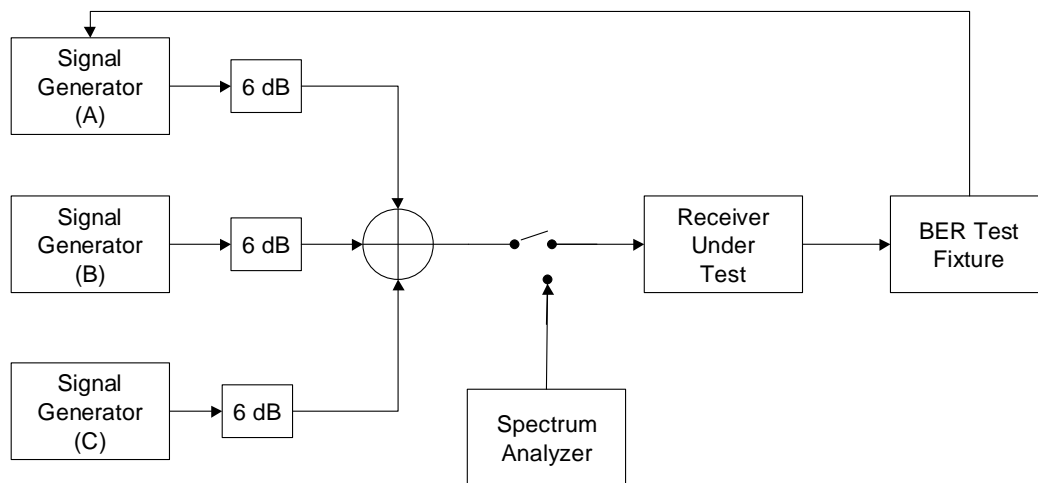 Signal
Generator
(A)
6 dB
Signal
Generator
(B)
6 dB
Receiver
Under
Test
BER Test
Fixture
Signal
Generator
(C)
6 dB
Spectrum
Analyzer